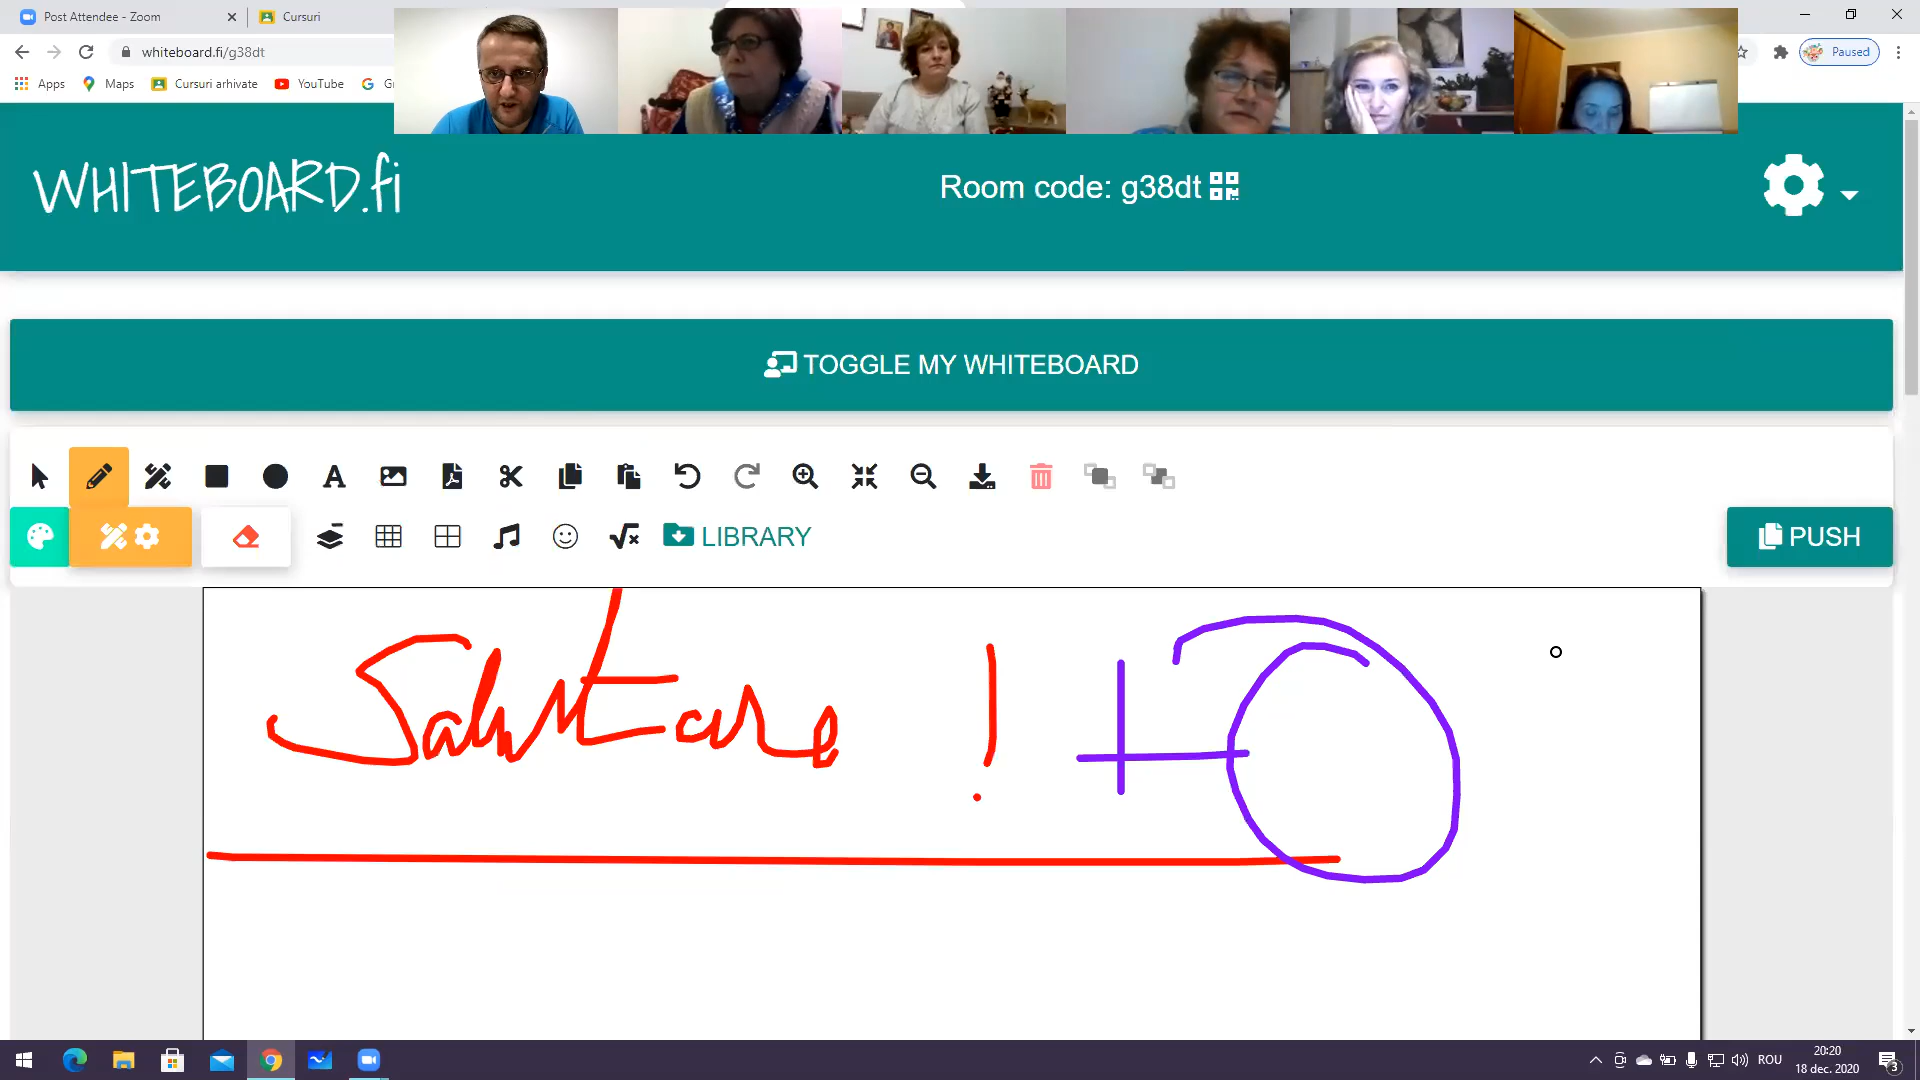 Post Attendee - Zoom
Cursuri
whiteboard.fi/g38dt
Paused
Apps
Maps
Cursuri arhivate
YouTube
WHITEBOARD.fi
Room code: g38dt
TOGGLE MY WHITEBOARD
LIBRARY
PUSH
Salutare !
ROU
20:20
18 dec. 2020
3